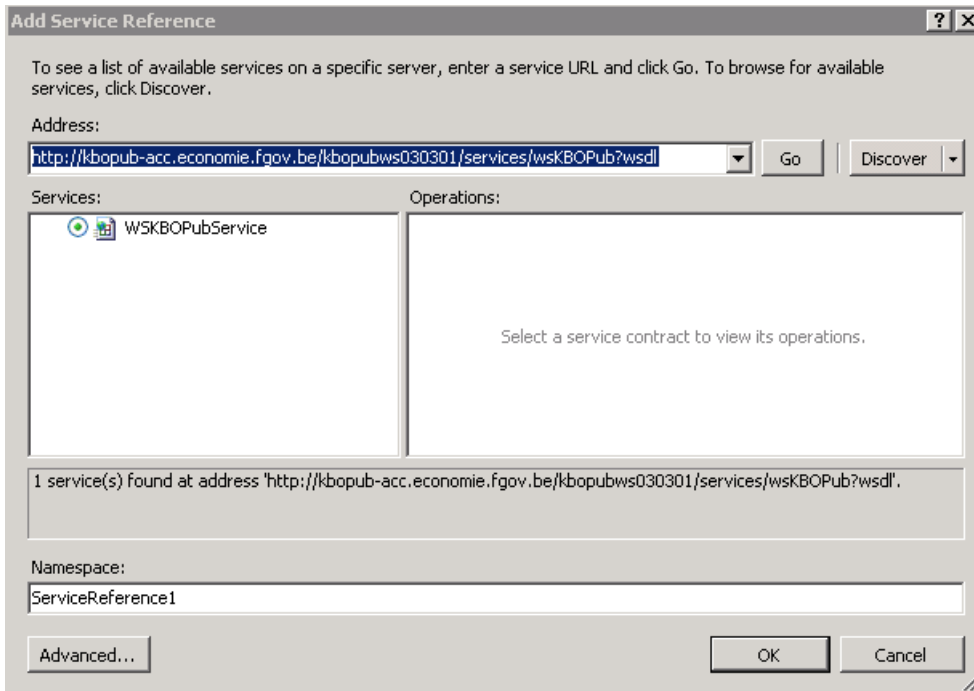 Add Service Reference
To see a list of available services on a specific server, enter a service URL and click Go. To browse for available
services, click Discover.
Address:
http://kbopub-acc.economie.fgov.be/kbopubws030301/services/wsKBOPub?wsdl
Go
Discover
Services:
Operations:
WSKBOPubService
Select a service contract to view its operations.
1 service(s) found at address 'http://kbopub-acc.economie.fgov.be/kbopubws030301/services/wsKBOPub?wsdl'.
Namespace:
ServiceReference1
Advanced...
OK
Cancel